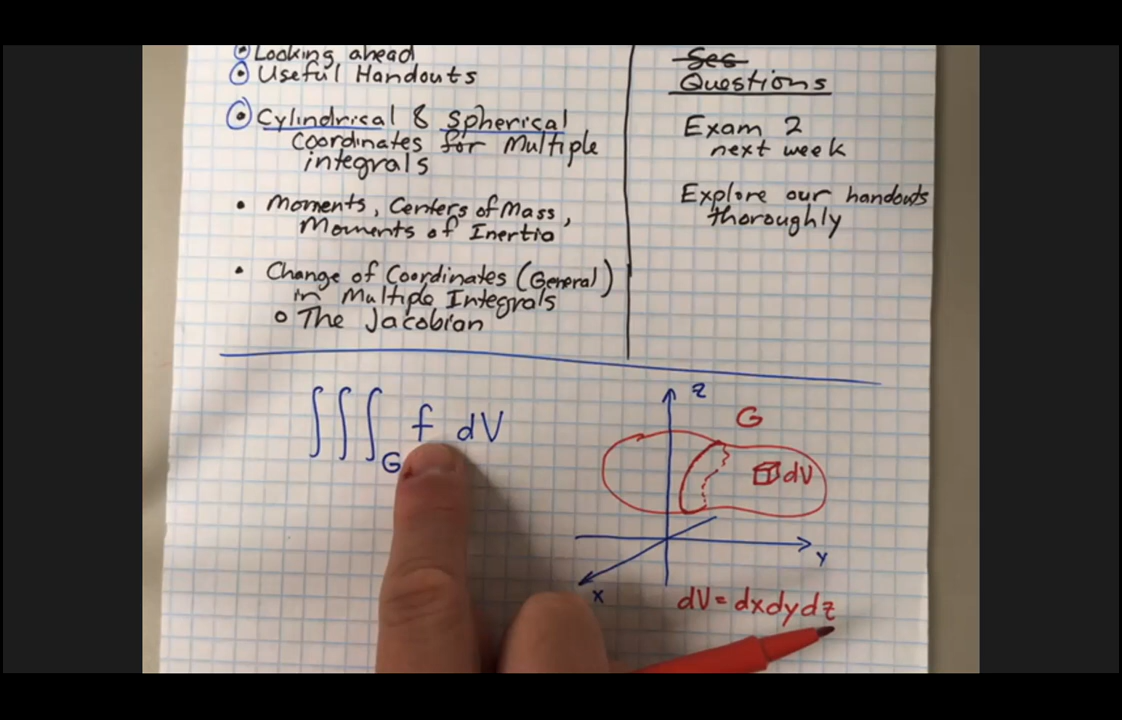 Looking ahead
Useful Handouts
Cylindrical & Spherical
Coordinates for Multiple
integrals
Moments, Centers of Mass,
Moments of Inertia
Change of Coordinates (General)
in Multiple Integrals
The Jacobian
Ses
Questions
Exam 2
next week
Explore our handouts
thoroughly
∫∫∫_G f dV
z
G
dV
y
x
dV = dxdydz